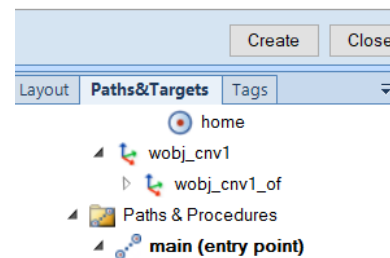 Create Close
Layout Paths&Targets Tags
home
wobj_cnv1
wobj_cnv1_of
Paths & Procedures
main (entry point)